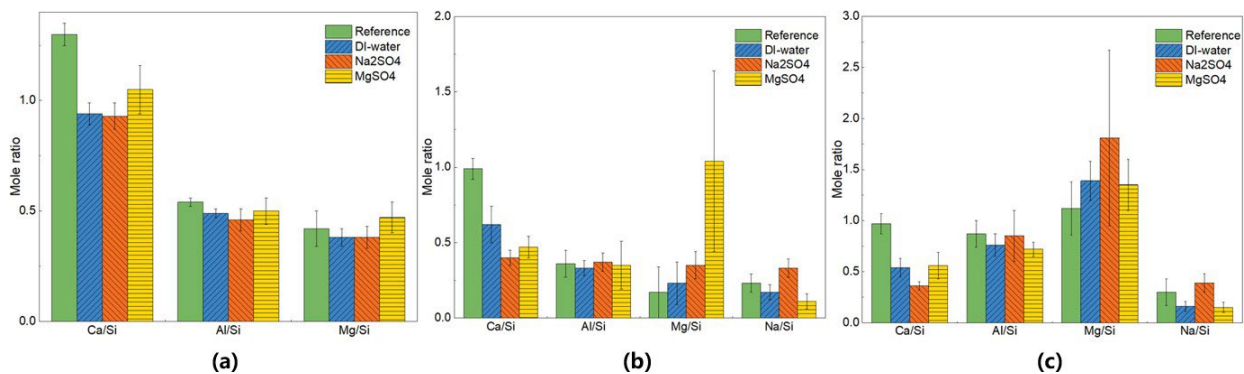 Reference
DI-water
Na2SO4
MgSO4
Mole ratio
1.0
0.5
0.0
Ca/Si
Al/Si
Mg/Si
(a)
2.0
Reference
DI-water
Na2SO4
MgSO4
1.5
Mole ratio
1.0
0.5
0.0
Ca/Si
Al/Si
Mg/Si
Na/Si
(b)
3.0
Reference
DI-water
Na2SO4
MgSO4
2.5
2.0
Mole ratio
1.5
1.0
0.5
0.0
Ca/Si
Al/Si
Mg/Si
Na/Si
(c)